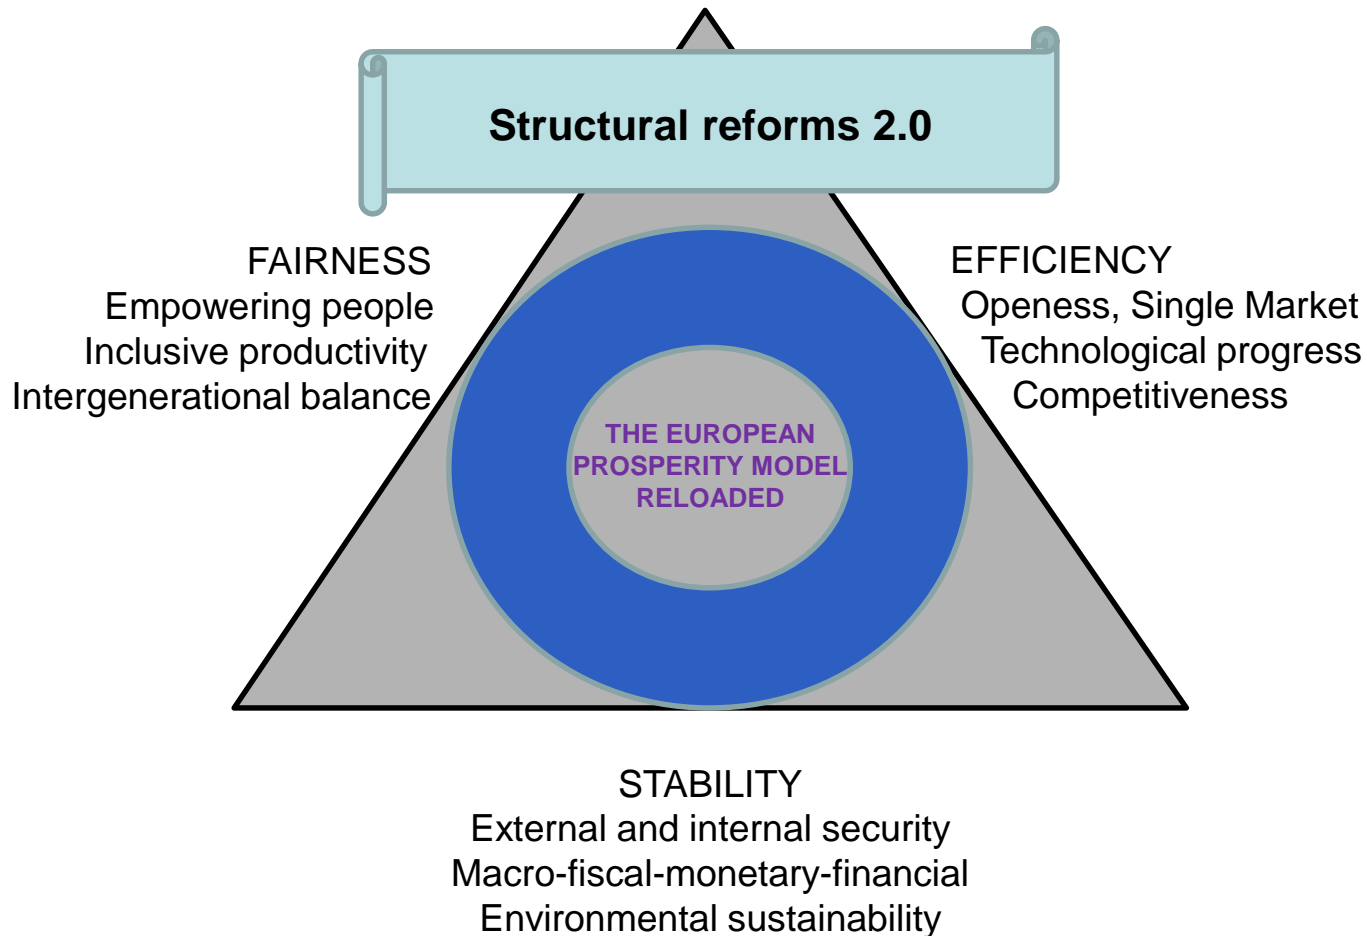 Structural reforms 2.0
FAIRNESS
Empowering people
Inclusive productivity
Intergenerational balance
EFFICIENCY
Openess, Single Market
Technological progress
Competitiveness
THE EUROPEAN
PROSPERITY MODEL
RELOADED
STABILITY
External and internal security
Macro-fiscal-monetary-financial
Environmental sustainability